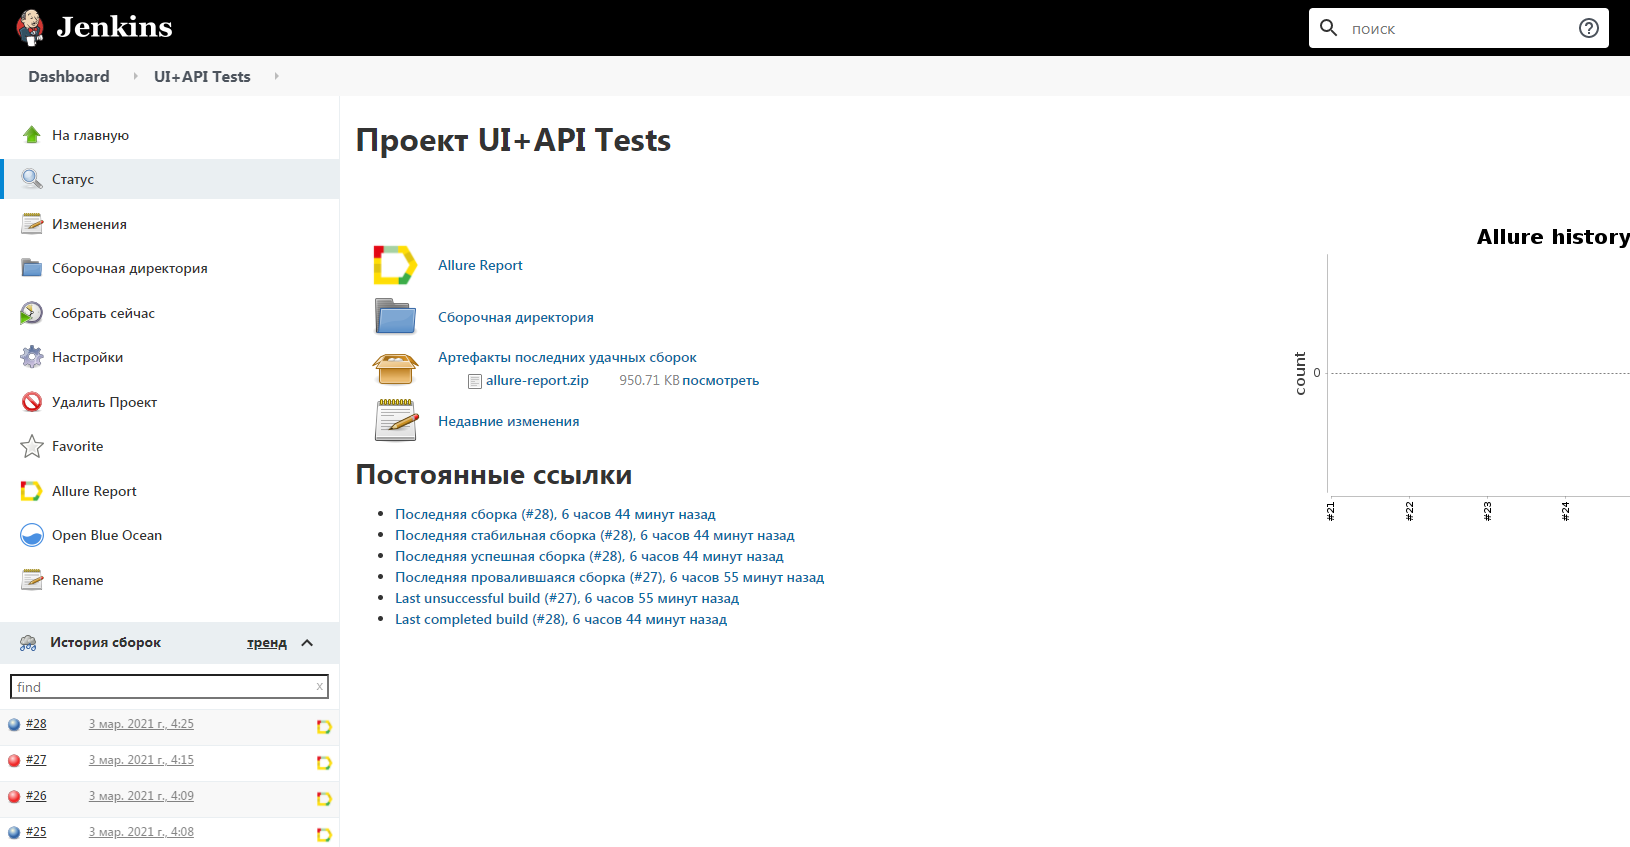 Jenkins
поиск
Dashboard
UI+API Tests
На главную
Статус
Изменения
Сборочная директория
Собрать сейчас
Настройки
Удалить Проект
Favorite
Allure Report
Open Blue Ocean
Rename
История сборок
тренд
find
x
#28 3 мар. 2021 г., 4:25
#27 3 мар. 2021 г., 4:15
#26 3 мар. 2021 г., 4:09
#25 3 мар. 2021 г., 4:08
Проект UI+API Tests
Allure Report
Сборочная директория
Артефакты последних удачных сборок
allure-report.zip 950.71 KB посмотреть
Недавние изменения
Постоянные ссылки
Последняя сборка (#28), 6 часов 44 минут назад
Последняя стабильная сборка (#28), 6 часов 44 минут назад
Последняя успешная сборка (#28), 6 часов 44 минут назад
Последняя провалившаяся сборка (#27), 6 часов 55 минут назад
Last unsuccessful build (#27), 6 часов 55 минут назад
Last completed build (#28), 6 часов 44 минут назад
Allure history
count
0
#21
#22
#23
#24